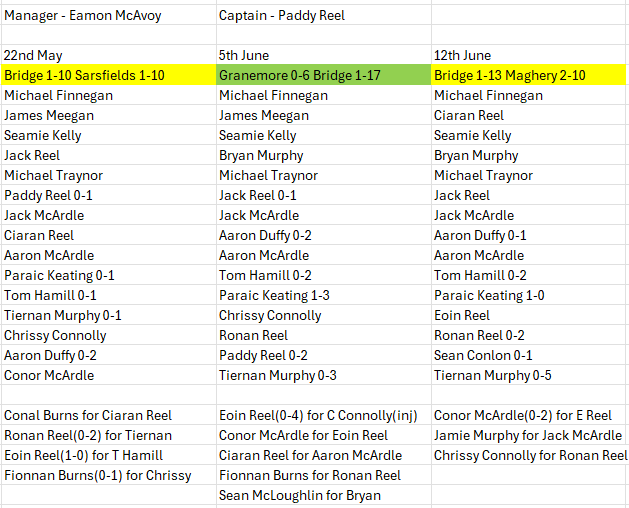 Manager - Eamon McAvoy
Captain - Paddy Reel
22nd May
Bridge 1-10 Sarsfields 1-10
Michael Finnegan
James Meegan
Seamie Kelly
Jack Reel
Michael Traynor
Paddy Reel 0-1
Jack McArdle
Ciaran Reel
Aaron McArdle
Paraic Keating 0-1
Tom Hamill 0-1
Tiernan Murphy 0-1
Chrissy Connolly
Aaron Duffy 0-2
Conor McArdle
Conal Burns for Ciaran Reel
Ronan Reel(0-2) for Tiernan
Eoin Reel(1-0) for T Hamill
Fionnan Burns(0-1) for Chrissy
5th June
Granemore 0-6 Bridge 1-17
Michael Finnegan
James Meegan
Seamie Kelly
Bryan Murphy
Michael Traynor
Jack Reel 0-1
Jack McArdle
Aaron Duffy 0-2
Aaron McArdle
Tom Hamill 0-2
Paraic Keating 1-3
Chrissy Connolly
Ronan Reel
Paddy Reel 0-2
Tiernan Murphy 0-3
Eoin Reel(0-4) for C Connolly(inj)
Conor McArdle for Eoin Reel
Ciaran Reel for Aaron McArdle
Fionnan Burns for Ronan Reel
Sean McLoughlin for Bryan
12th June
Bridge 1-13 Maghery 2-10
Michael Finnegan
Ciaran Reel
Seamie Kelly
Bryan Murphy
Michael Traynor
Jack Reel
Jack McArdle
Aaron Duffy 0-1
Aaron McArdle
Tom Hamill 0-2
Paraic Keating 1-0
Eoin Reel
Ronan Reel 0-2
Sean Conlon 0-1
Tiernan Murphy 0-5
Conor McArdle(0-2) for E Reel
Jamie Murphy for Jack McArdle
Chrissy Connolly for Ronan Reel